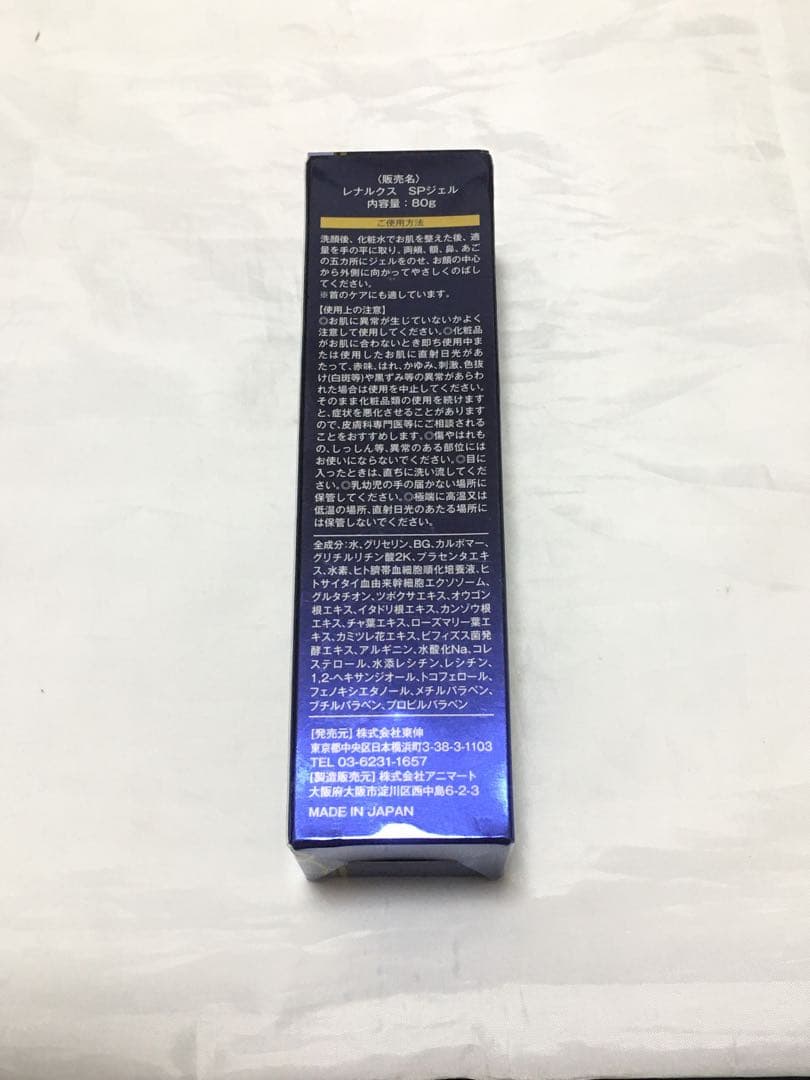 〈販売名〉
レナルクス SPジェル
内容量：80g
ご使用方法
洗顔後、化粧水でお肌を整えた後、適
量を手の平に取り、両頰、額、鼻、あご
の五カ所にジェルをのせ、お顔の中心
から外側に向かってやさしくのばし
てください。
※首のケアにも適しています。
【使用上の注意】
◎お肌に異常が生じていないかよく
注意して使用してください。◎化粧品
がお肌に合わないとき即ち使用中ま
たは使用したお肌に直射日光があ
たって、赤味、はれ、かゆみ、刺激、色抜
け(白斑等)や黒ずみ等の異常があらわ
れた場合は使用を中止してください。
そのまま化粧品類の使用を続けます
と、症状を悪化させることがあります
ので、皮膚科専門医等にご相談される
ことをおすすめします。◎傷やはれも
の、しっしん等、異常のある部位には
お使いにならないでください。◎目に
入ったときは、直ちに洗い流してくだ
さい。◎乳幼児の手の届かない場所に
保管してください。◎極端に高温又は
低温の場所、直射日光のあたる場所に
は保管しないでください。
全成分：水、グリセリン、BG、カルボマー、
グリチルリチン酸2K、プラセンタエキ
ス、水素、ヒト臍帯血細胞順化培養液、ヒ
トサイタイ血由来幹細胞エクソソーム、
グルタチオン、ツボクサエキス、オウゴン
根エキス、イタドリ根エキス、カンゾウ根
エキス、チャ葉エキス、ローズマリー葉エ
キス、カミツレ花エキス、ビフィズス菌発
酵エキス、アルギニン、水酸化Na、コレ
ステロール、水添レシチン、レシチン、
1,2-ヘキサンジオール、トコフェロール、
フェノキシエタノール、メチルパラベン、
ブチルパラベン、プロピルパラベン
[発売元] 株式会社東伸
東京都中央区日本橋浜町3-38-3-1103
TEL 03-6231-1657
[製造販売元] 株式会社アニマート
大阪府大阪市淀川区西中島6-2-3
MADE IN JAPAN